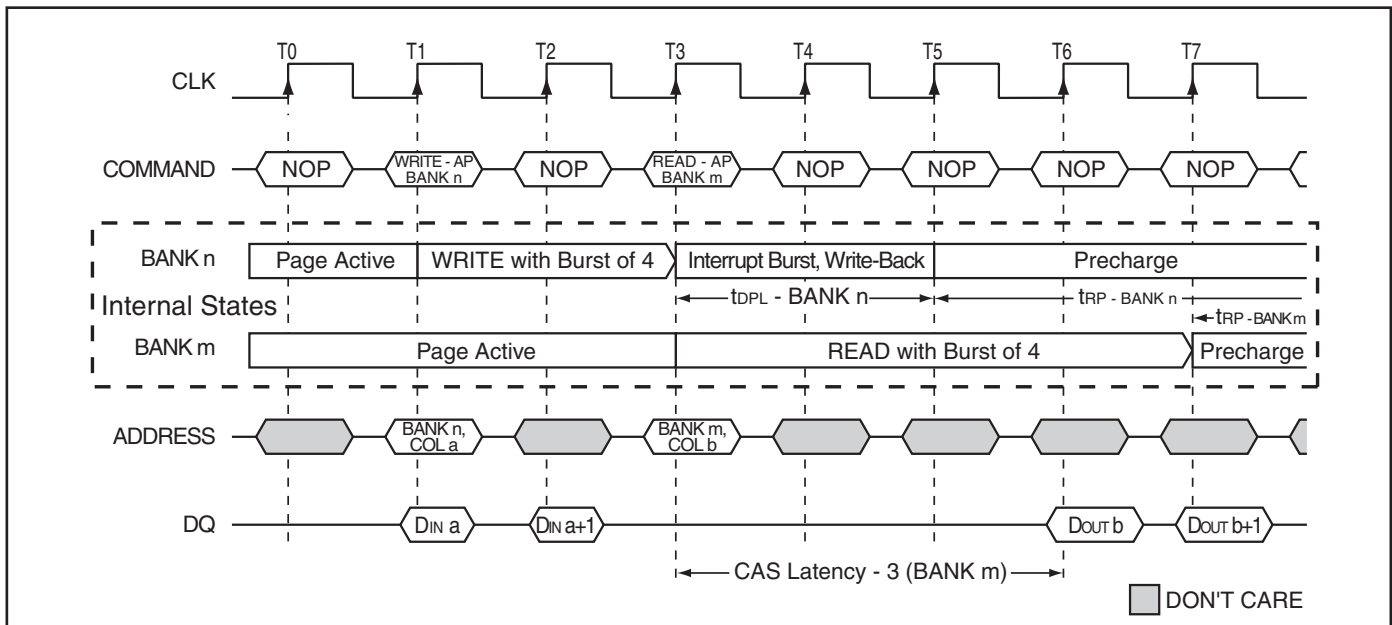 T0 T1 T2 T3 T4 T5 T6 T7
CLK
COMMAND NOP WRITE - AP BANK n NOP READ - AP BANK m NOP NOP NOP NOP
BANK n Page Active WRITE with Burst of 4 Interrupt Burst, Write-Back Precharge
tDPL - BANK n tRP - BANK n
Internal States
tRP - BANK m
BANK m Page Active READ with Burst of 4 Precharge
ADDRESS BANK n, COL a BANK m, COL b
DQ DIN a DIN a+1 DOUT b DOUT b+1
CAS Latency - 3 (BANK m)
DON'T CARE